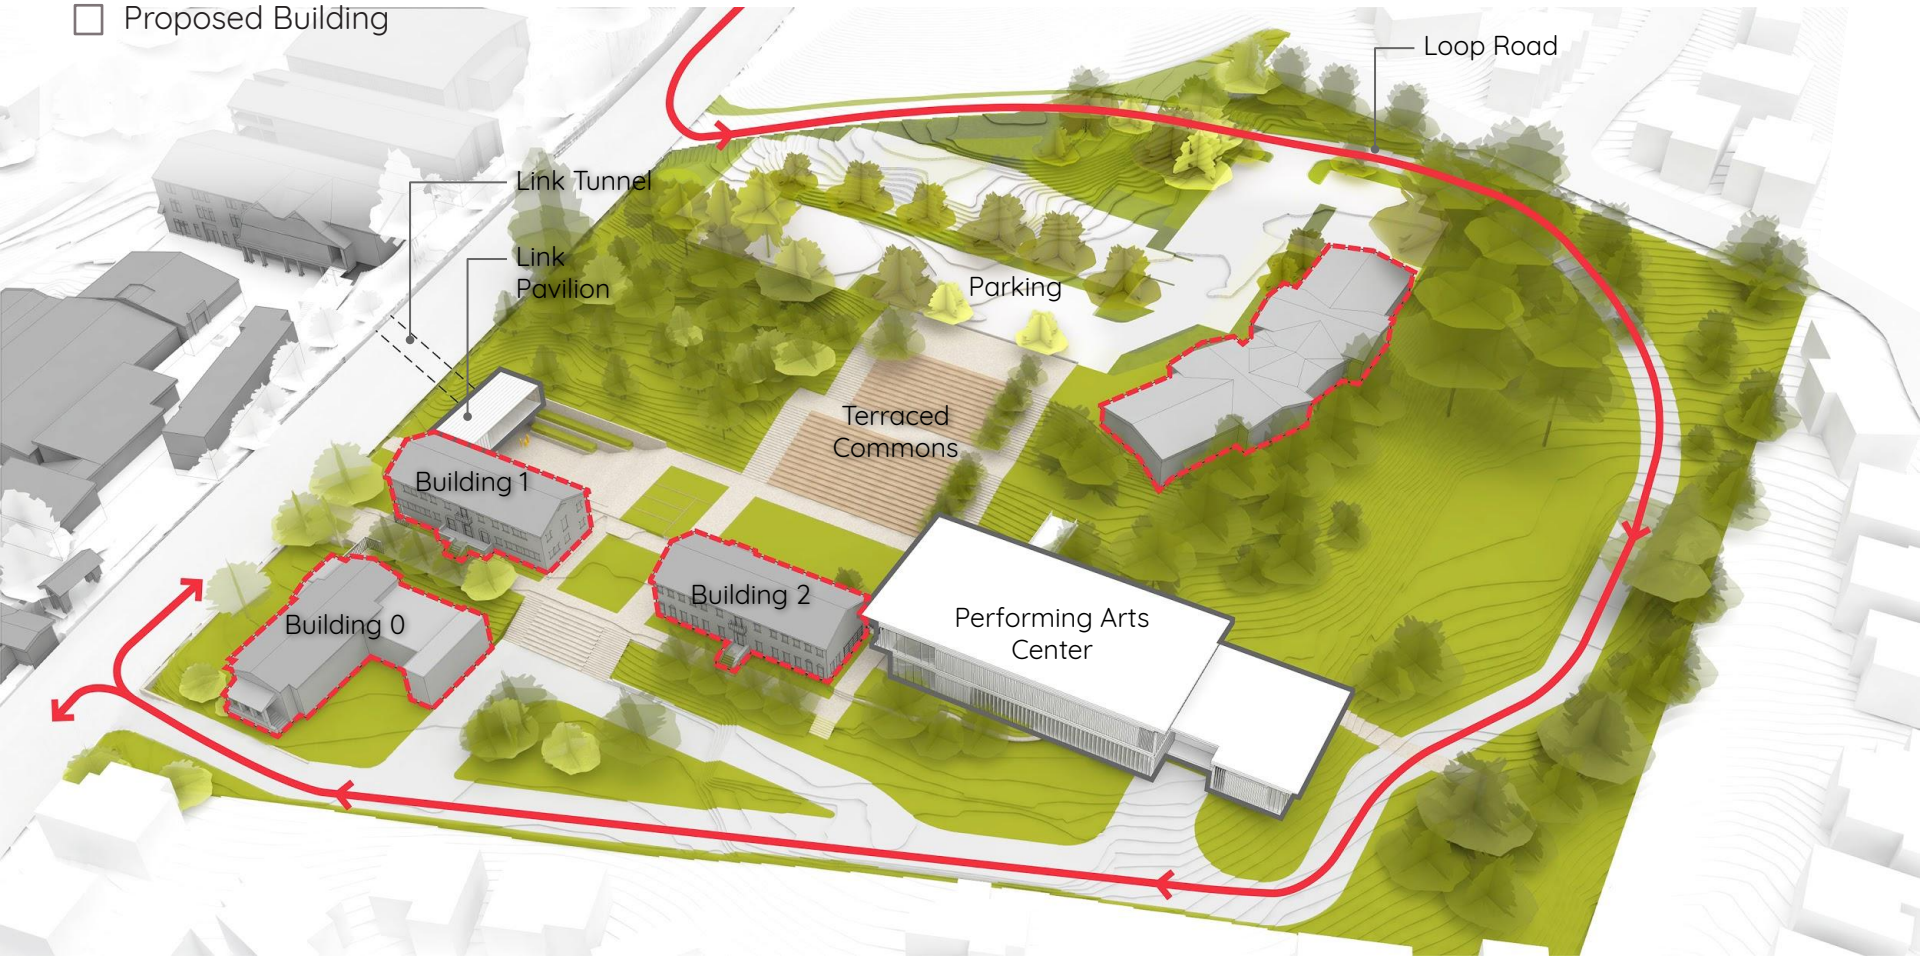 Proposed Building
Loop Road
Link Tunnel
Link
Pavilion
Parking
Terraced
Commons
Building 1
Building 2
Building 0
Performing Arts
Center